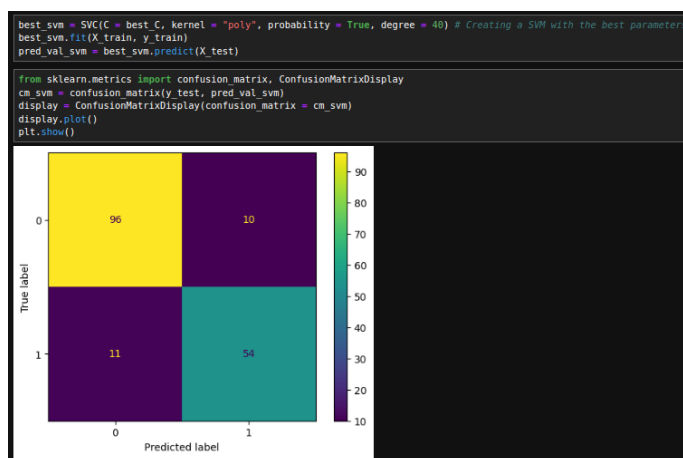 best_svm = SVC(C = best_C, kernel = "poly", probability = True, degree = 40) # Creating a SVM with the best parameters
best_svm.fit(X_train, y_train)
pred_val_svm = best_svm.predict(X_test)
from sklearn.metrics import confusion_matrix, ConfusionMatrixDisplay
cm_svm = confusion_matrix(y_test, pred_val_svm)
display = ConfusionMatrixDisplay(confusion_matrix = cm_svm)
display.plot()
plt.show()
90
80
70
60
50
40
30
20
10
True label
0
96
10
1
11
54
0
1
Predicted label